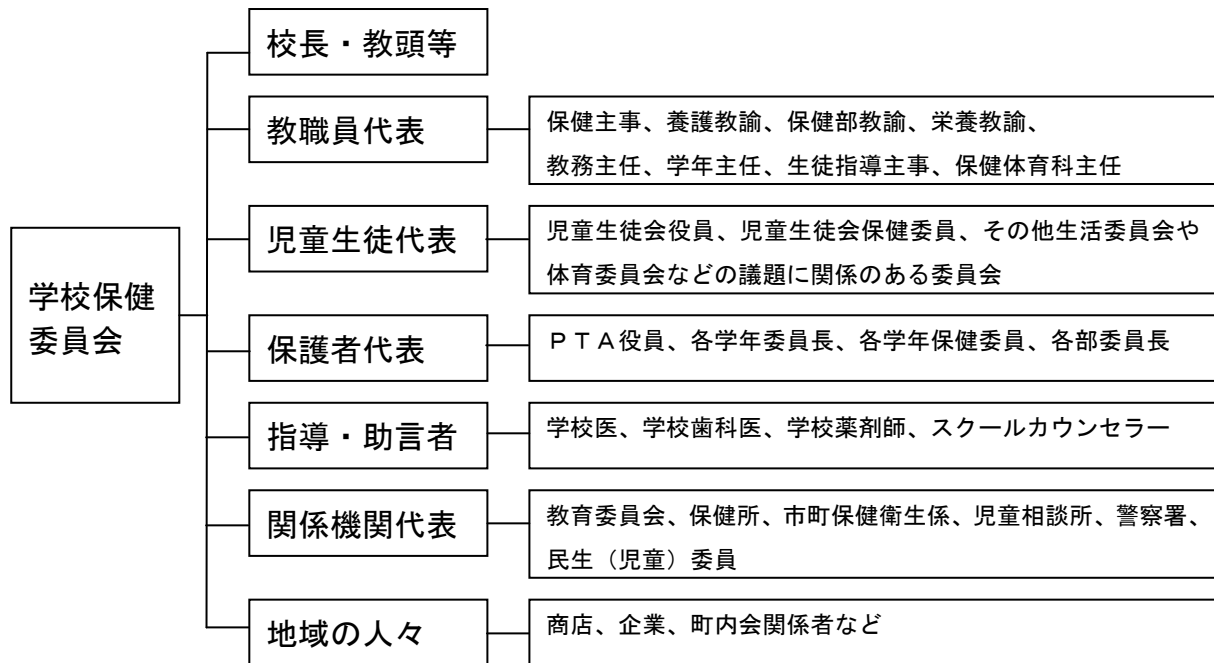 学校保健
委員会
校長・教頭等
教職員代表
保健主事、養護教諭、保健部教諭、栄養教諭、
教務主任、学年主任、生徒指導主事、保健体育科主任
児童生徒代表
児童生徒会役員、児童生徒会保健委員、その他生活委員会や
体育委員会などの議題に関係のある委員会
保護者代表
ＰＴＡ役員、各学年委員長、各学年保健委員、各部委員長
指導・助言者
学校医、学校歯科医、学校薬剤師、スクールカウンセラー
関係機関代表
教育委員会、保健所、市町保健衛生係、児童相談所、警察署、
民生（児童）委員
地域の人々
商店、企業、町内会関係者など